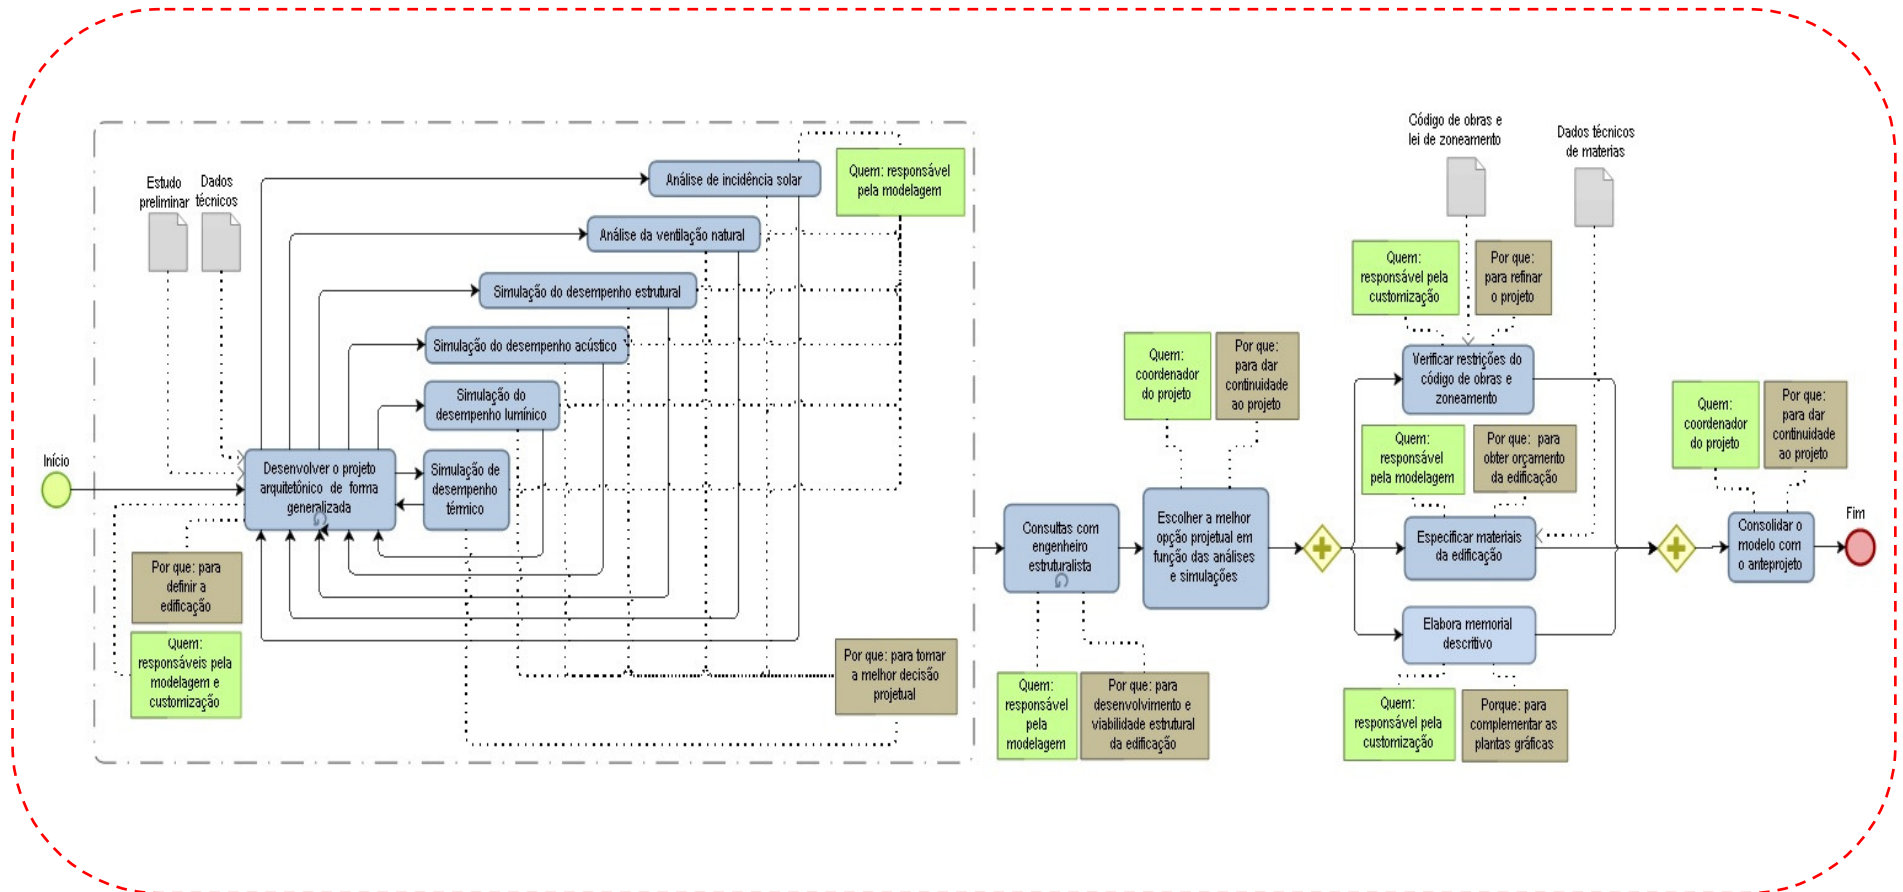 Início
Estudo
preliminar
Dados
técnicos
Desenvolver o projeto
arquitetônico de forma
generalizada
Por que: para
definir a
edificação
Quem:
responsáveis pela
modelagem e
customização
Análise de incidência solar
Análise da ventilação natural
Simulação do desempenho estrutural
Simulação do desempenho acústico
Simulação do
desempenho lumínico
Simulação de
desempenho
térmico
Quem: responsável
pela modelagem
Por que: para tomar
a melhor decisão
projetual
Consultas com
engenheiro
estruturalista
Quem:
responsável
pela
modelagem
Por que: para
desenvolvimento e
viabilidade estrutural
da edificação
Quem:
coordenador
do projeto
Por que:
para dar
continuidade
ao projeto
Escolher a melhor
opção projetual em
função das análises
e simulações
Código de obras e
lei de zoneamento
Dados técnicos
de materias
Quem:
responsável pela
customização
Por que:
para refinar
o projeto
Verificar restrições do
código de obras e
zoneamento
Quem:
responsável
pela modelagem
Por que: para
obter orçamento
da edificação
Especificar materiais
da edificação
Elabora memorial
descritivo
Quem:
responsável pela
customização
Porque: para
complementar as
plantas gráficas
Quem:
coordenador
do projeto
Por que:
para dar
continuidade
ao projeto
Consolidar o
modelo com
o anteprojeto
Fim